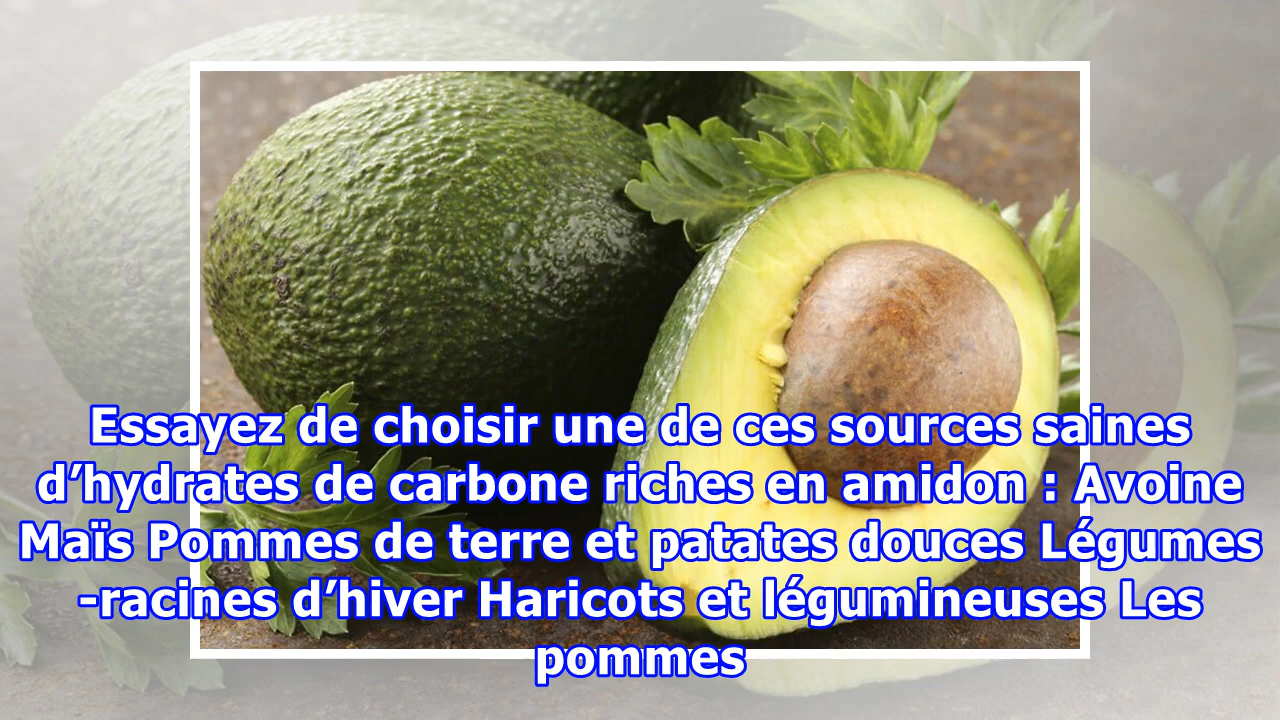 Essayez de choisir une de ces sources saines
d’hydrates de carbone riches en amidon : Avoine
Maïs Pommes de terre et patates douces Légumes
-racines d’hiver Haricots et légumineuses Les
pommes